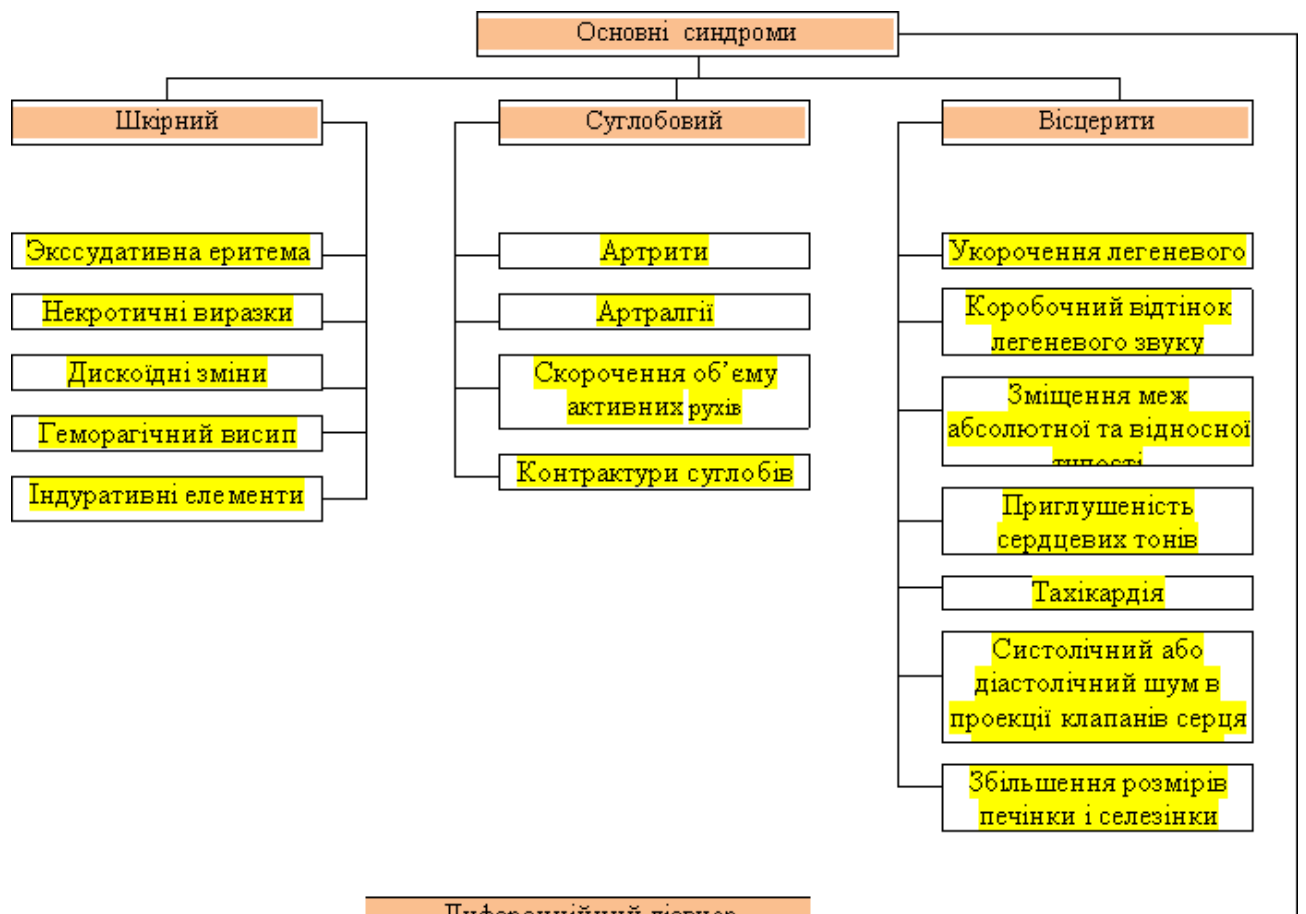 Основні синдроми
Шкірний
Суглобовий
Вісцерити
Экссудативна еритема
Некротичні виразки
Дискоїдні зміни
Геморагічний висип
Індуративні елементи
Артрити
Артралгії
Скорочення об’єму
активних рухів
Контрактури суглобів
Укорочення легеневого
Коробочний відтінок
легеневого звуку
Зміщення меж
абсолютної та відносної
тупості
Приглушеність
сердцевих тонів
Тахікардія
Систолічний або
діастолічний шум в
проекції клапанів серця
Збільшення розмірів
печінки і селезінки